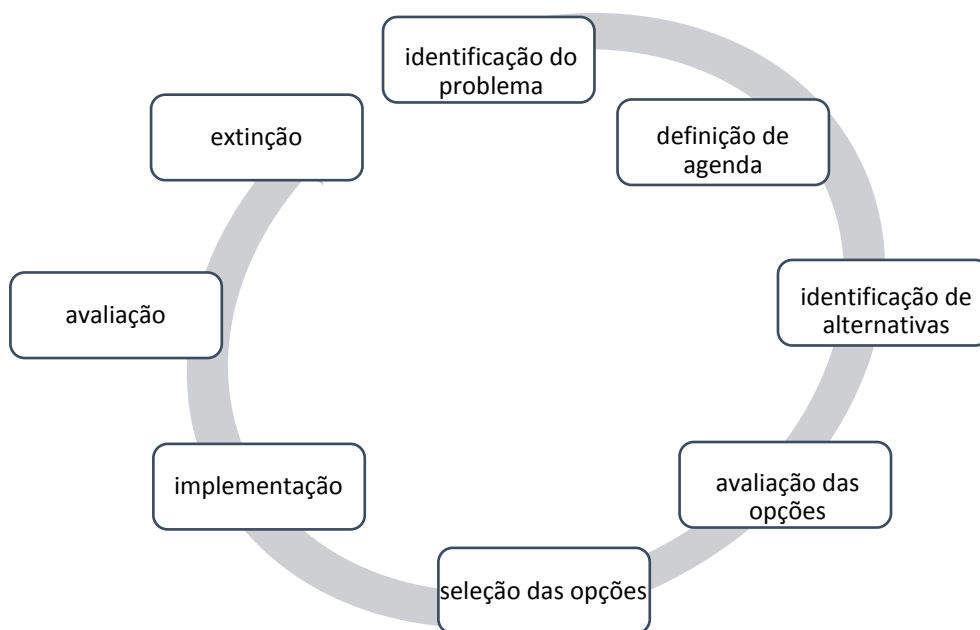 identificação do
problema
definição de
agenda
identificação de
alternativas
avaliação das
opções
seleção das opções
implementação
avaliação
extinção